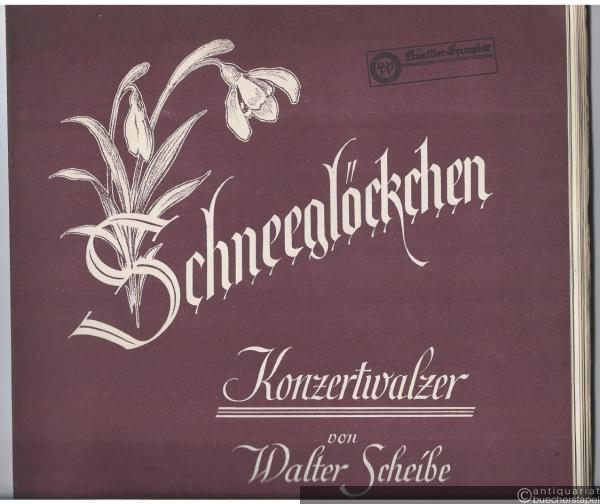 Künstler-Exemplar
Schneeglöckchen
Konzertwalzer
von
Walter Scheibe
antiquariat
buecherstapel